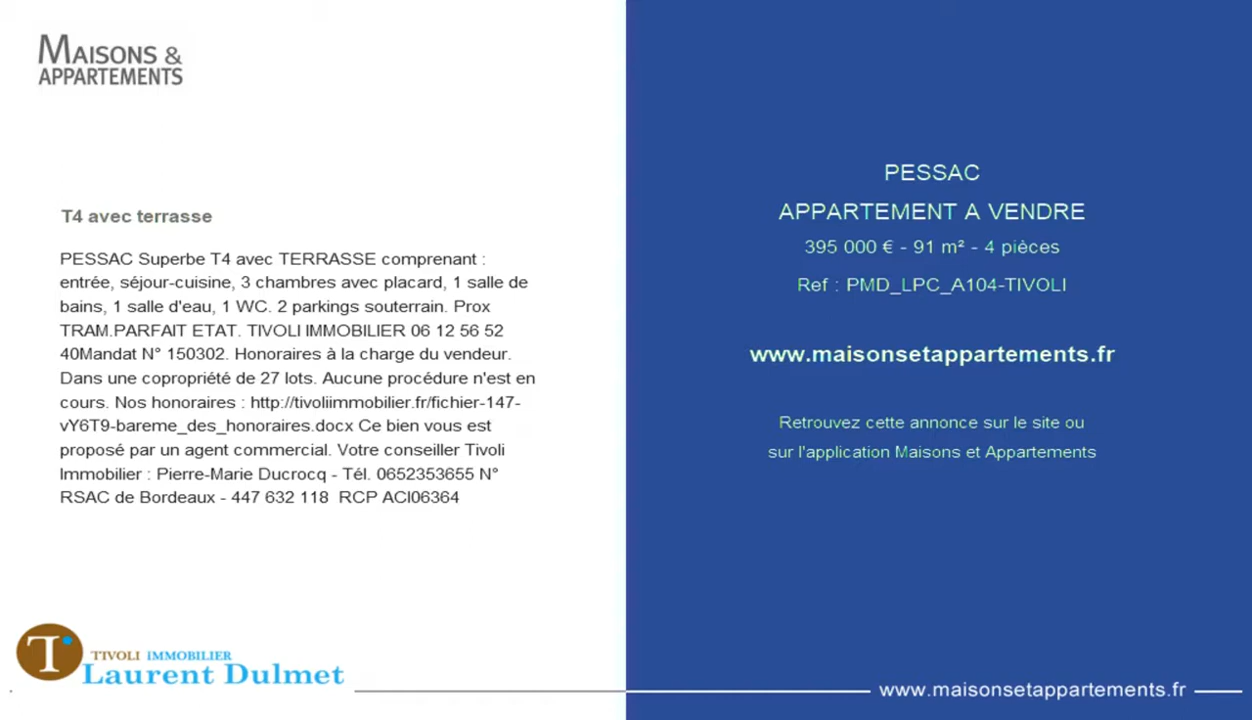 MAISONS &
APPARTEMENTS
T4 avec terrasse
PESSAC Superbe T4 avec TERRASSE comprenant :
entrée, séjour-cuisine, 3 chambres avec placard, 1 salle de
bains, 1 salle d'eau, 1 WC. 2 parkings souterrain. Prox
TRAM.PARFAIT ETAT. TIVOLI IMMOBILIER 06 12 56 52
40Mandat N° 150302. Honoraires à la charge du vendeur.
Dans une copropriété de 27 lots. Aucune procédure n'est en
cours. Nos honoraires : http://tivoliimmobilier.fr/fichier-147-
vY6T9-bareme_des_honoraires.docx Ce bien vous est
proposé par un agent commercial. Votre conseiller Tivoli
Immobilier : Pierre-Marie Ducrocq - Tél. 0652353655 N°
RSAC de Bordeaux - 447 632 118  RCP ACI06364
T
TIVOLI IMMOBILIER
Laurent Dulmet
PESSAC
APPARTEMENT A VENDRE
395 000 € - 91 m² - 4 pièces
Ref : PMD_LPC_A104-TIVOLI
www.maisonsetappartements.fr
Retrouvez cette annonce sur le site ou
sur l'application Maisons et Appartements
www.maisonsetappartements.fr